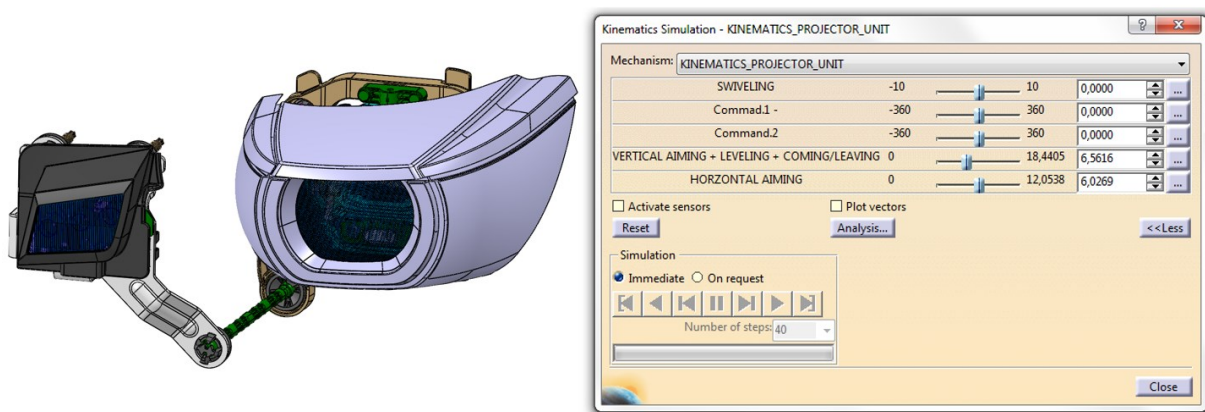 Kinematics Simulation - KINEMATICS_PROJECTOR_UNIT
Mechanism: KINEMATICS_PROJECTOR_UNIT
SWIVELING -10 10 0,0000 ...
Commad.1 - -360 360 0,0000 ...
Command.2 -360 360 0,0000 ...
VERTICAL AIMING + LEVELING + COMING/LEAVING 0 18,4405 6,5616 ...
HORZONTAL AIMING 0 12,0538 6,0269 ...
Activate sensors Plot vectors
Reset Analysis... <<Less
Simulation
Immediate On request
Number of steps: 40
Close